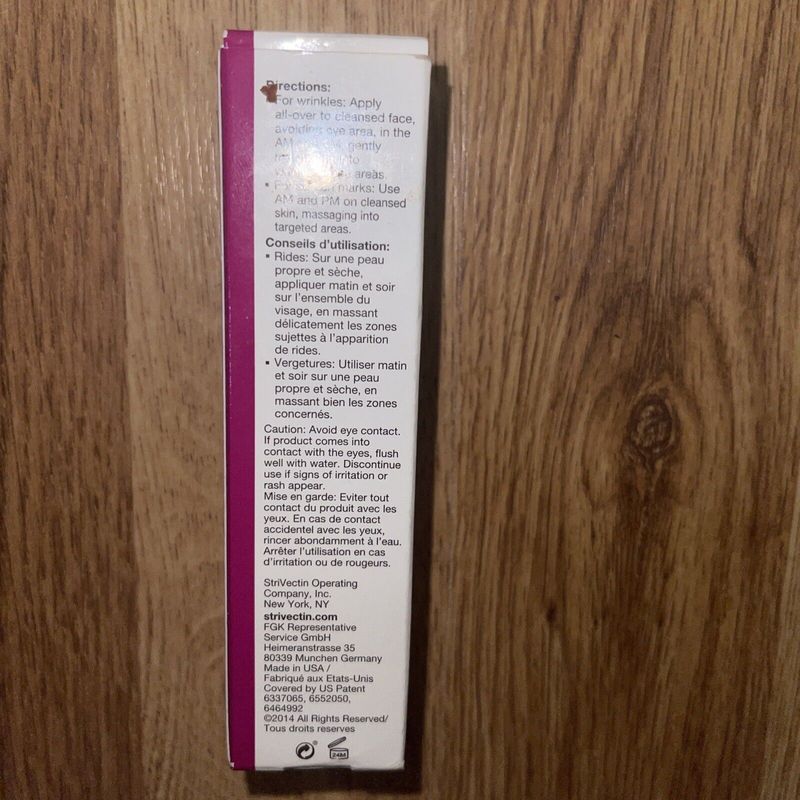 Directions:
▪ For wrinkles: Apply
all-over to cleansed face,
avoiding eye area, in the
AM gently
into
areas.
marks: Use
AM and PM on cleansed
skin, massaging into
targeted areas.
Conseils d'utilisation:
▪ Rides: Sur une peau
propre et sèche,
appliquer matin et soir
sur l'ensemble du
visage, en massant
délicatement les zones
sujettes à l'apparition
de rides.
▪ Vergetures: Utiliser matin
et soir sur une peau
propre et sèche, en
massant bien les zones
concernés.
Caution: Avoid eye contact.
If product comes into
contact with the eyes, flush
well with water. Discontinue
use if signs of irritation or
rash appear.
Mise en garde: Eviter tout
contact du produit avec les
yeux. En cas de contact
accidentel avec les yeux,
rincer abondamment à l'eau.
Arrêter l'utilisation en cas
d'irritation ou de rougeurs.
StriVectin Operating
Company, Inc.
New York, NY
strivectin.com
FGK Representative
Service GmbH
Heimeranstrasse 35
80339 Munchen Germany
Made in USA /
Fabriqué aux Etats-Unis
Covered by US Patent
6337065, 6552050,
6464992
©2014 All Rights Reserved/
Tous droits reserves
24M